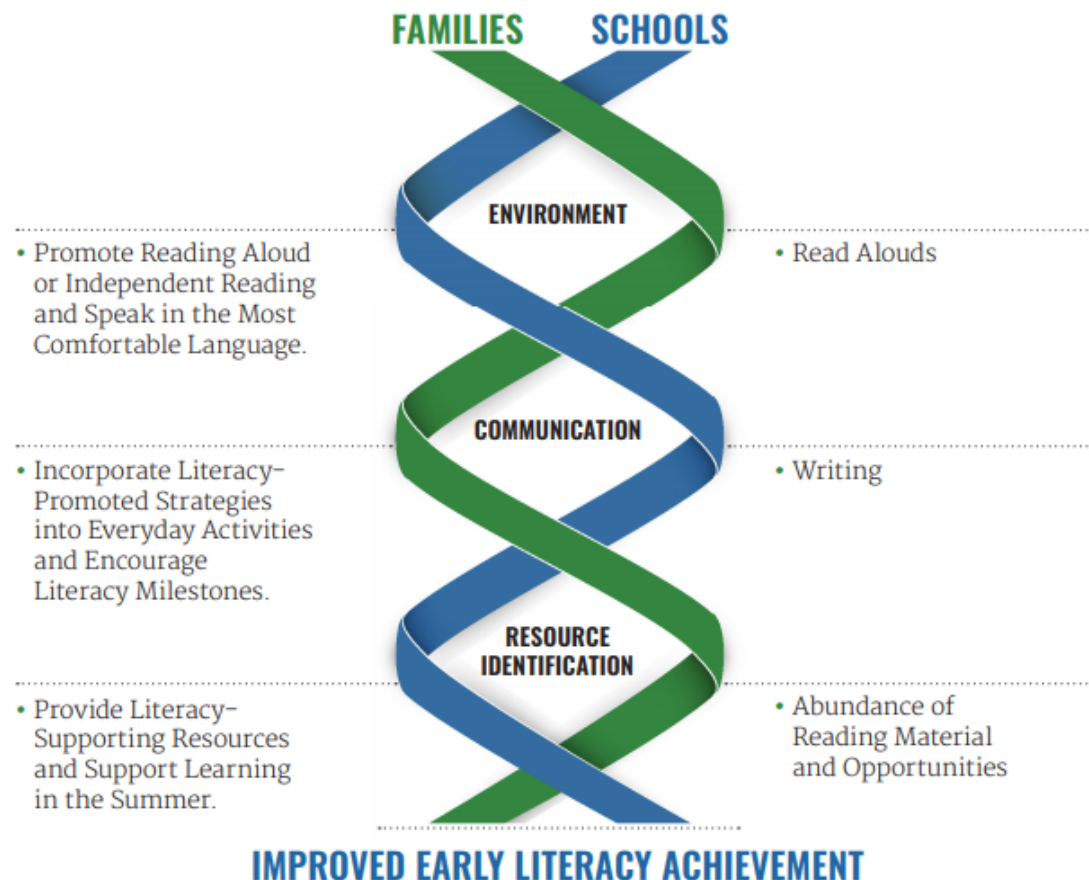 FAMILIES SCHOOLS
ENVIRONMENT
• Promote Reading Aloud
or Independent Reading
and Speak in the Most
Comfortable Language.
• Read Alouds
COMMUNICATION
• Incorporate Literacy-
Promoted Strategies
into Everyday Activities
and Encourage
Literacy Milestones.
• Writing
RESOURCE
IDENTIFICATION
• Provide Literacy-
Supporting Resources
and Support Learning
in the Summer.
• Abundance of
Reading Material
and Opportunities
IMPROVED EARLY LITERACY ACHIEVEMENT